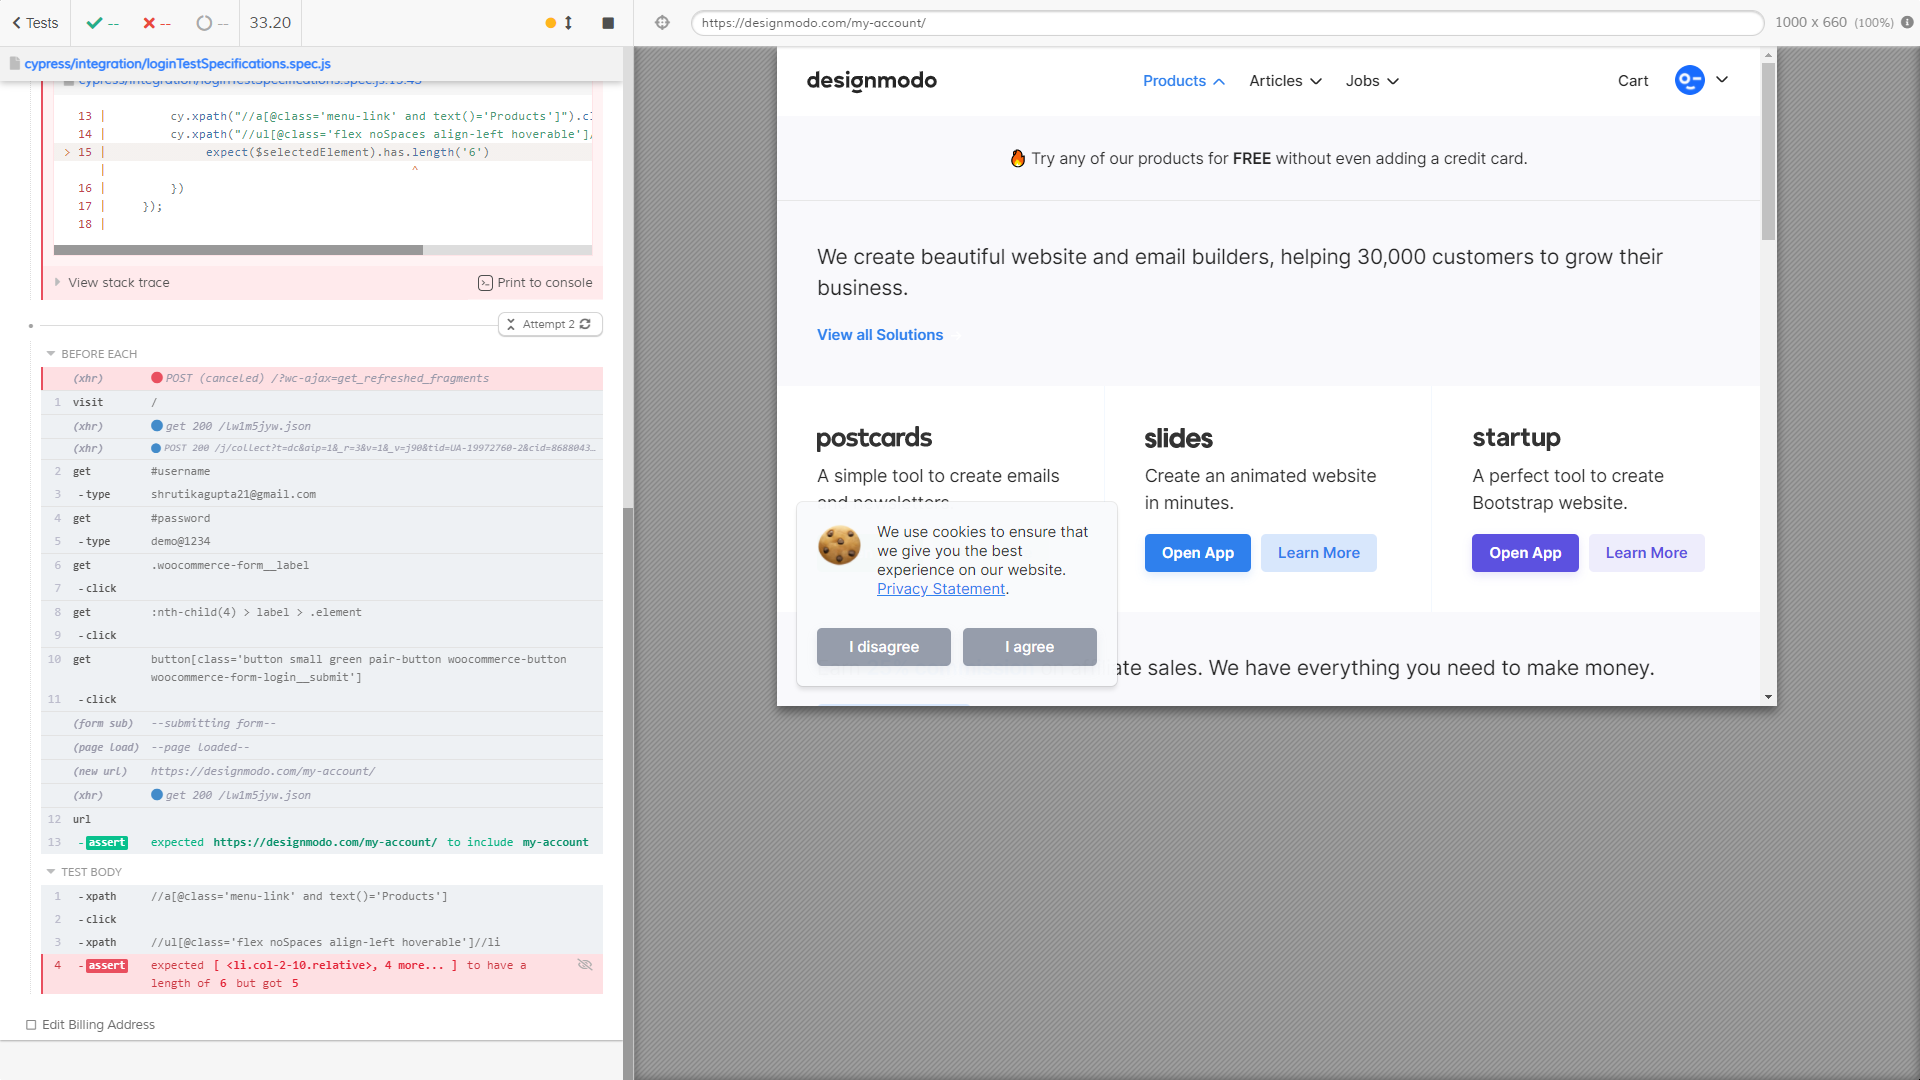 Tests
--
--
--
33.20
cypress/integration/loginTestSpecifications.spec.js
cypress/integration/loginTestSpecifications.spec.js:15:45
13 | cy.xpath("//a[@class='menu-link' and text()='Products']").cl
14 | cy.xpath("//ul[@class='flex noSpaces align-left hoverable']/
> 15 | expect($selectedElement).has.length('6')
| ^
16 | })
17 | });
18 |
View stack trace
Print to console
Attempt 2
BEFORE EACH
(xhr) POST (canceled) /?wc-ajax=get_refreshed_fragments
1 visit /
(xhr) get 200 /lw1m5jyw.json
(xhr) POST 200 /j/collect?t=dc&aip=1&_r=3&v=1&_v=j90&tid=UA-19972760-2&cid=8688043...
2 get #username
3 -type shrutikagupta21@gmail.com
4 get #password
5 -type demo@1234
6 get .woocommerce-form__label
7 -click
8 get :nth-child(4) > label > .element
9 -click
10 get button[class='button small green pair-button woocommerce-button
woocommerce-form-login__submit']
11 -click
(form sub) --submitting form--
(page load) --page loaded--
(new url) https://designmodo.com/my-account/
(xhr) get 200 /lw1m5jyw.json
12 url
13 -assert expected https://designmodo.com/my-account/ to include my-account
TEST BODY
1 -xpath //a[@class='menu-link' and text()='Products']
2 -click
3 -xpath //ul[@class='flex noSpaces align-left hoverable']//li
4 -assert expected [ <li.col-2-10.relative>, 4 more... ] to have a
length of 6 but got 5
Edit Billing Address
https://designmodo.com/my-account/
1000 x 660 (100%)
designmodo
Products
Articles
Jobs
Cart
Try any of our products for FREE without even adding a credit card.
We create beautiful website and email builders, helping 30,000 customers to grow their
business.
View all Solutions
postcards
A simple tool to create emails
and newsletters
slides
Create an animated website
in minutes.
Open App
Learn More
startup
A perfect tool to create
Bootstrap website.
Open App
Learn More
We use cookies to ensure that
we give you the best
experience on our website.
Privacy Statement.
I disagree
I agree
ate sales. We have everything you need to make money.